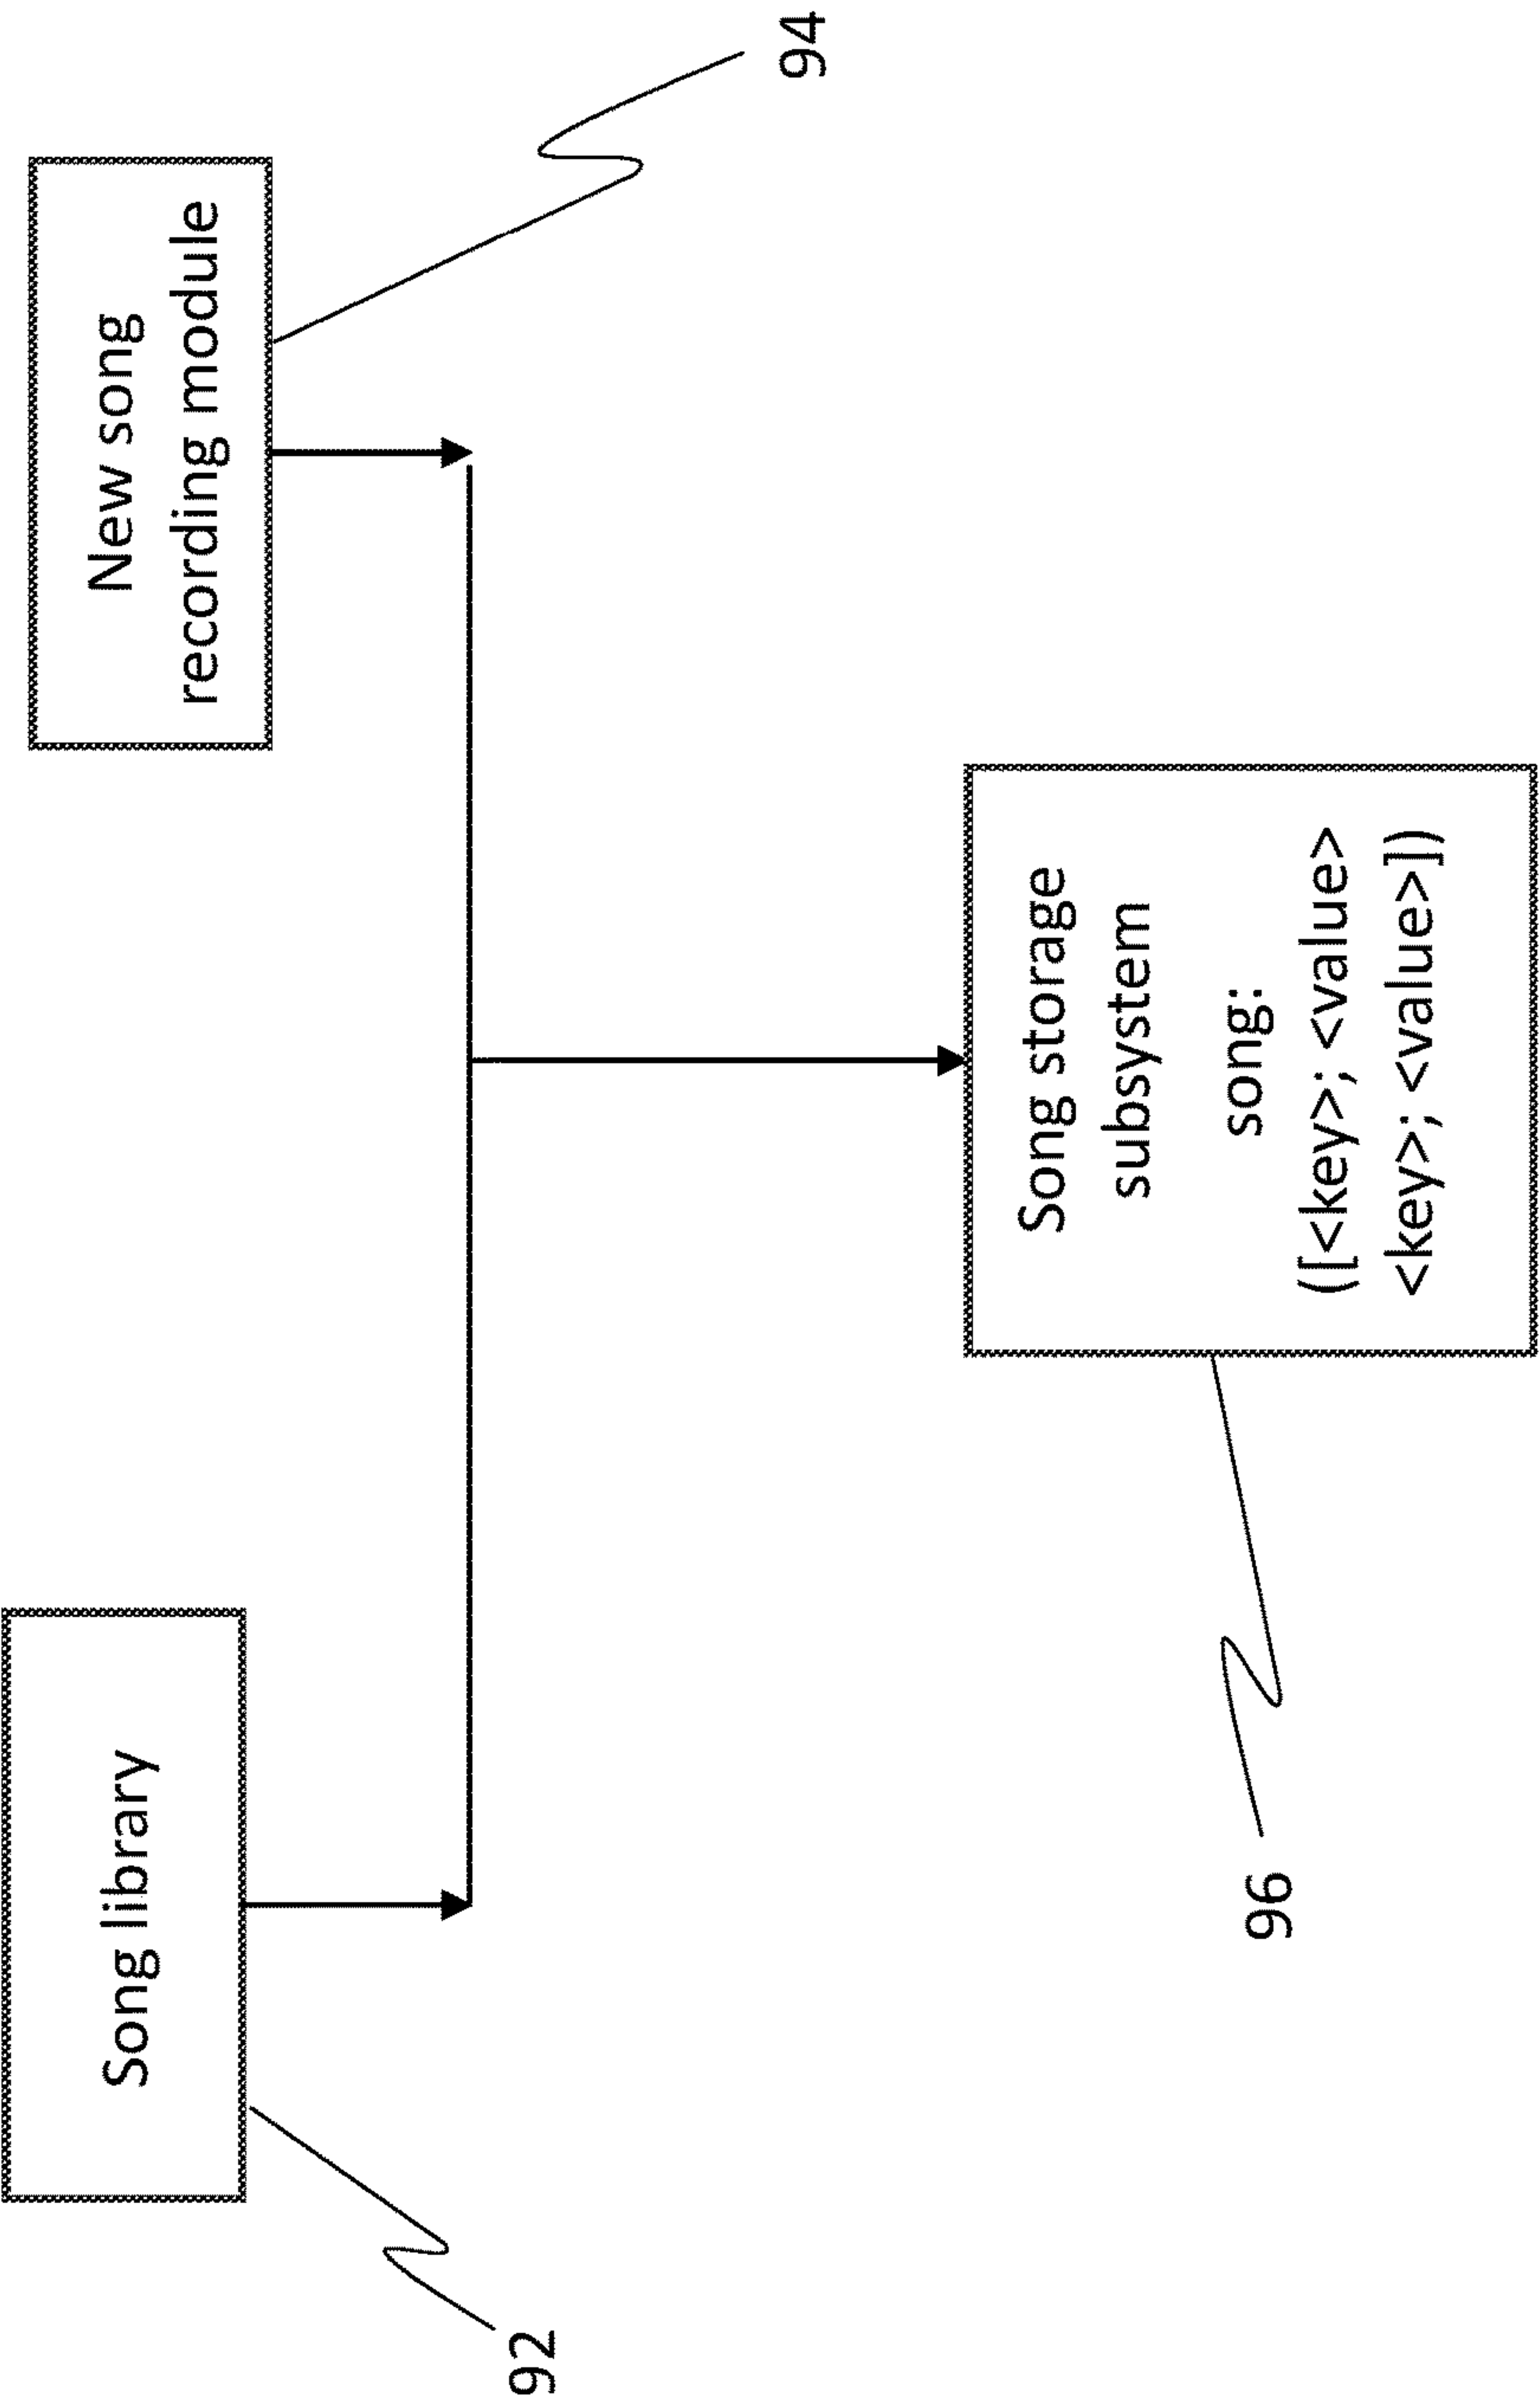 Song library
92
New song
recording module
94
Song storage
subsystem
song:
([<key>; <value>
<key>; <value>])
96